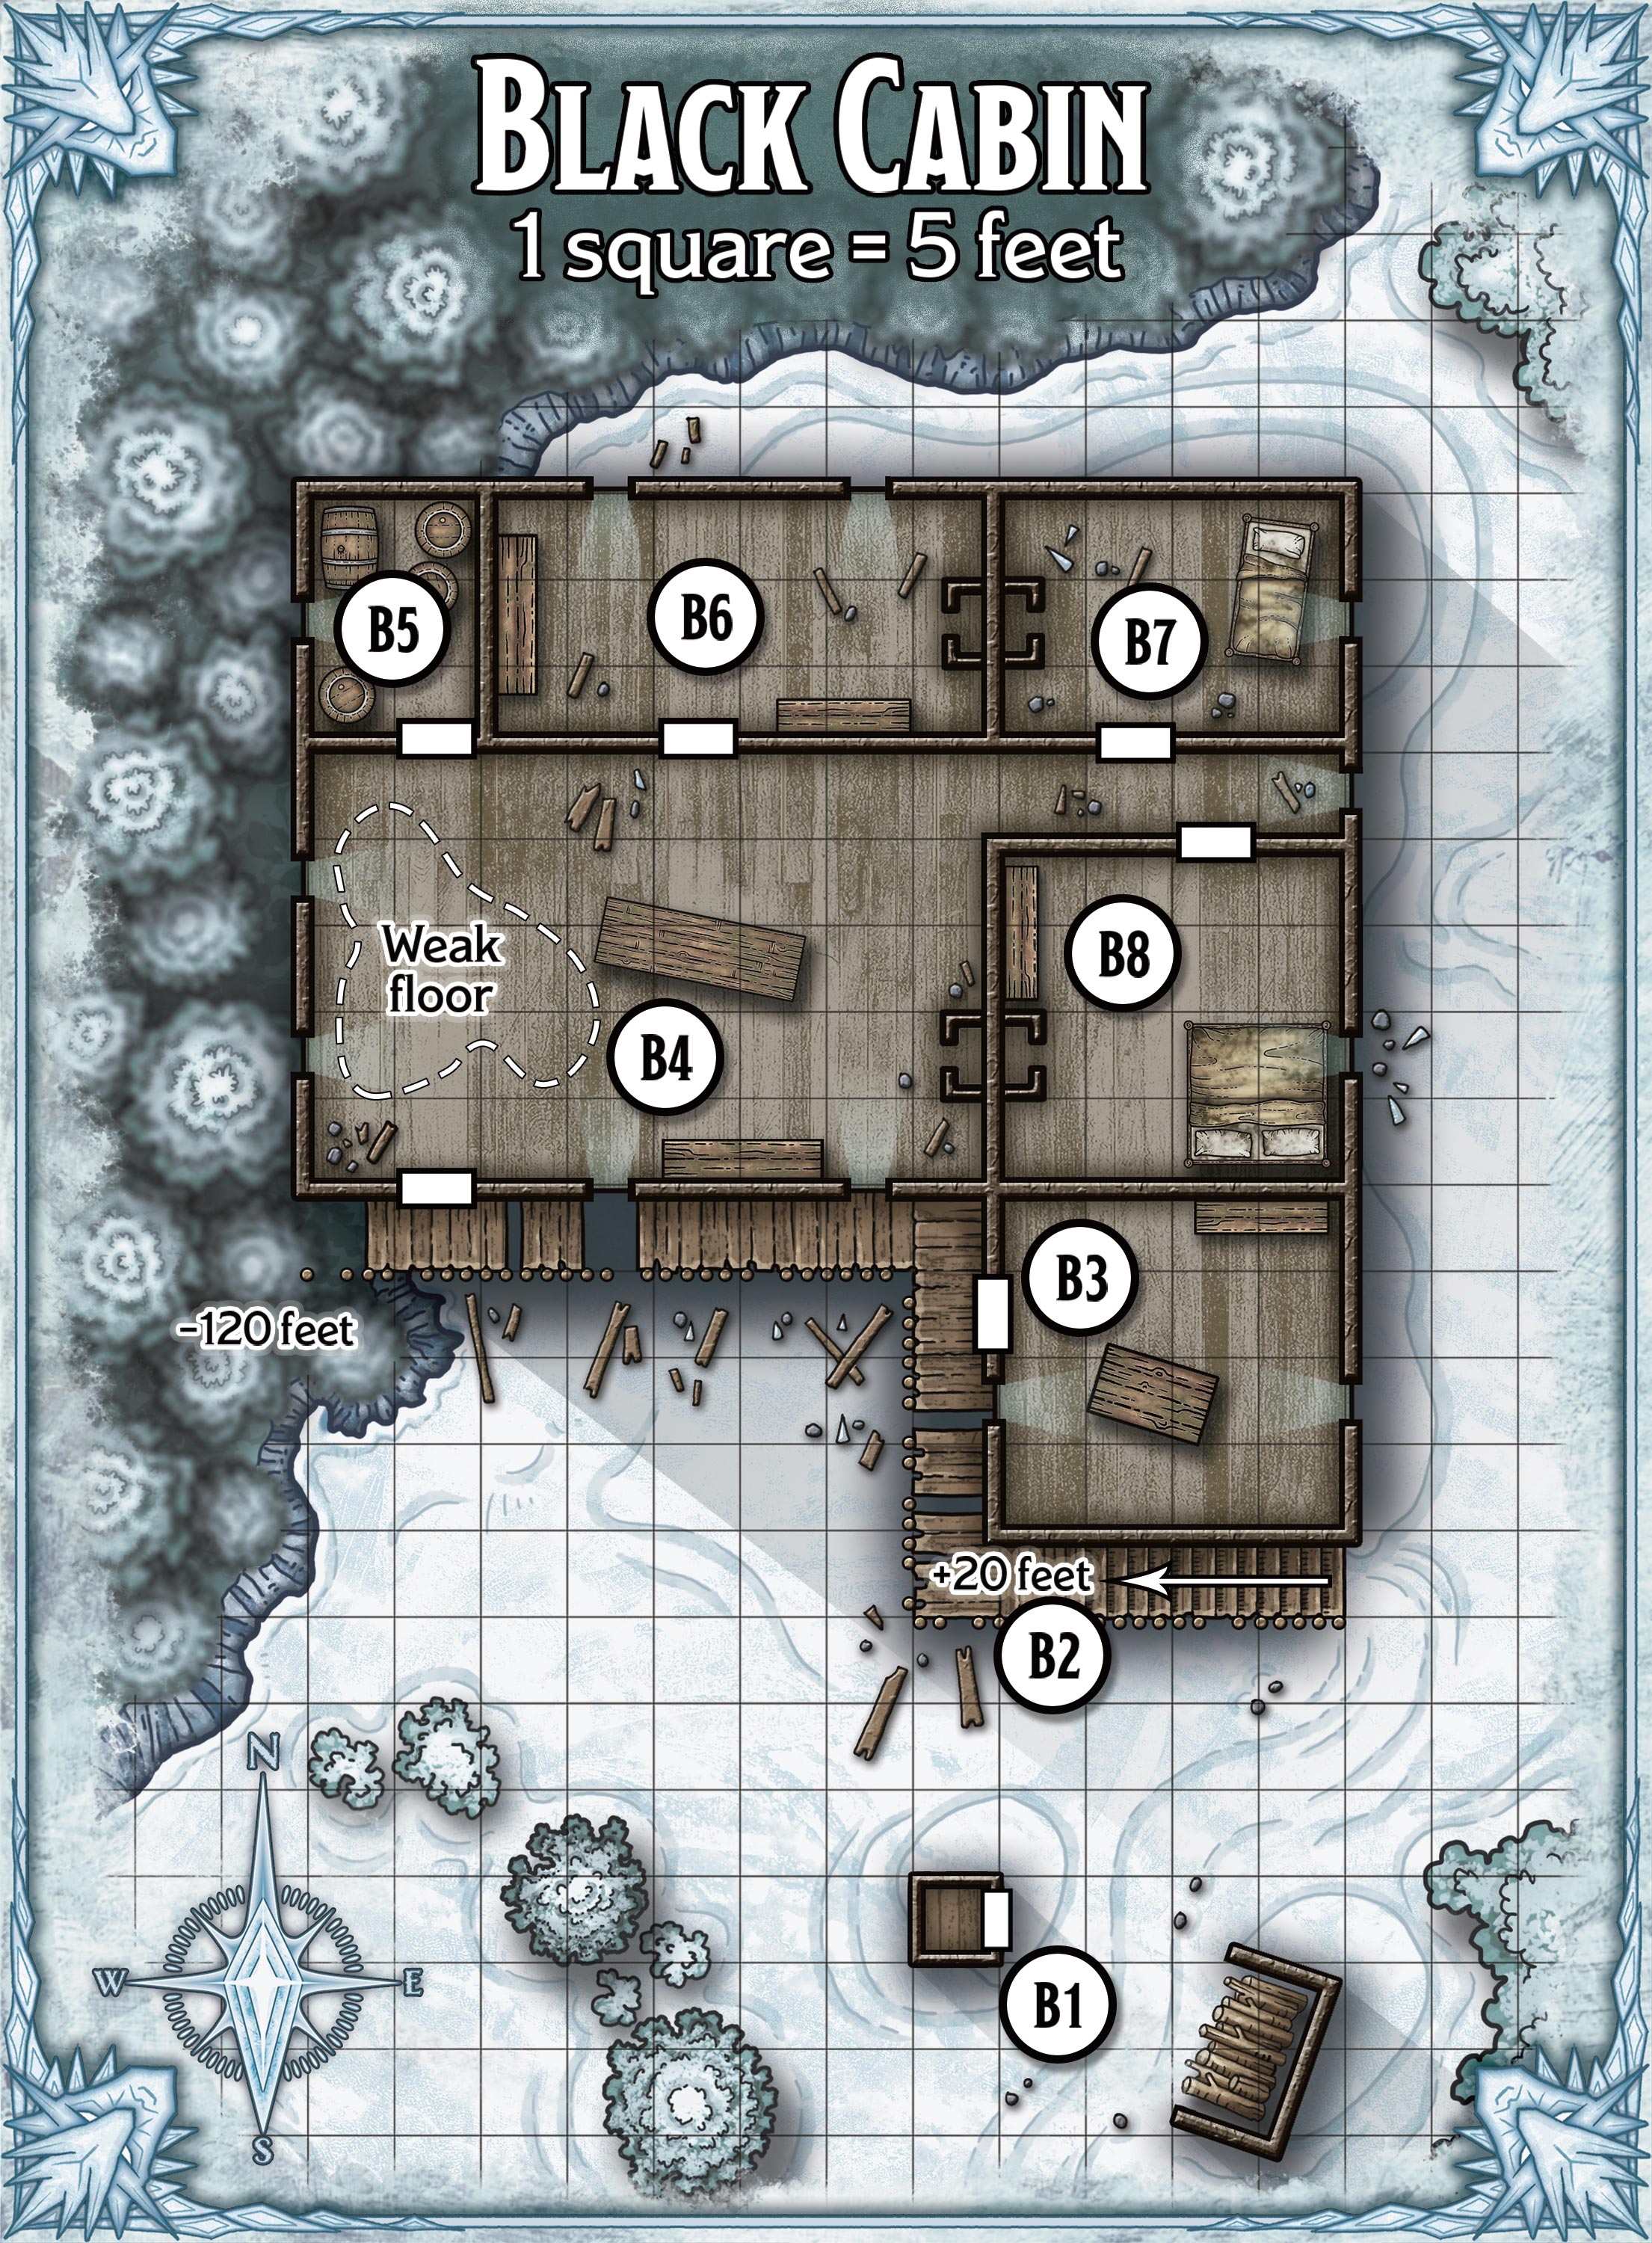 BLACK CABIN
1 square = 5 feet
B5
B6
B7
Weak
floor
B8
B4
B3
-120 feet
+20 feet
B2
N
W
E
S
B1